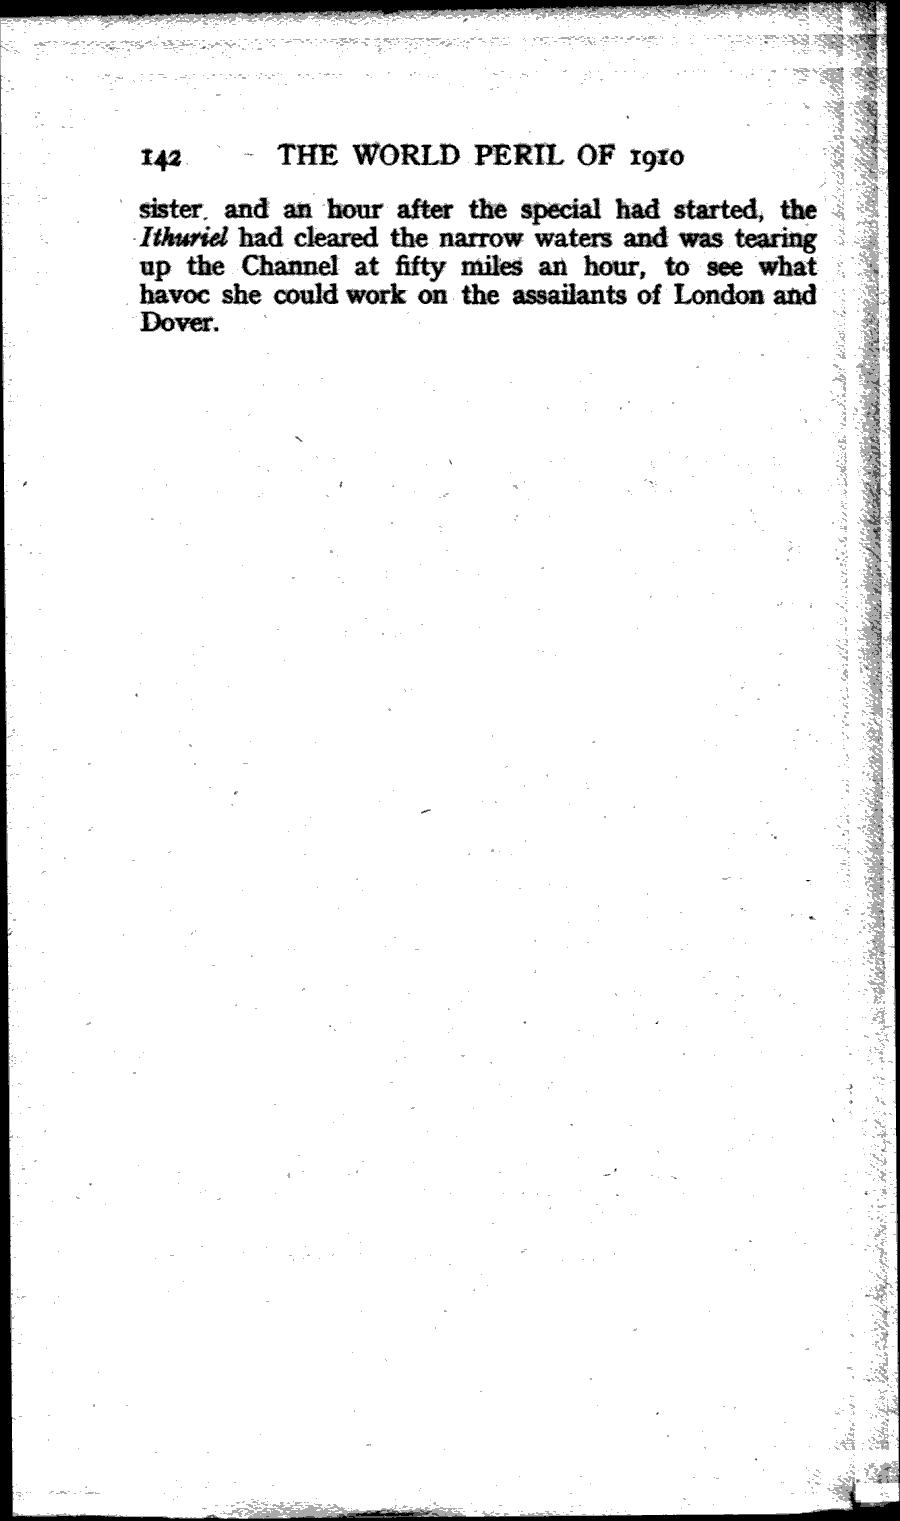 142 THE WORLD PERIL OF 1910
sister. and an hour after the special had started, the
Ithuriel had cleared the narrow waters and was tearing
up the Channel at fifty miles an hour, to see what
havoc she could work on the assailants of London and
Dover.